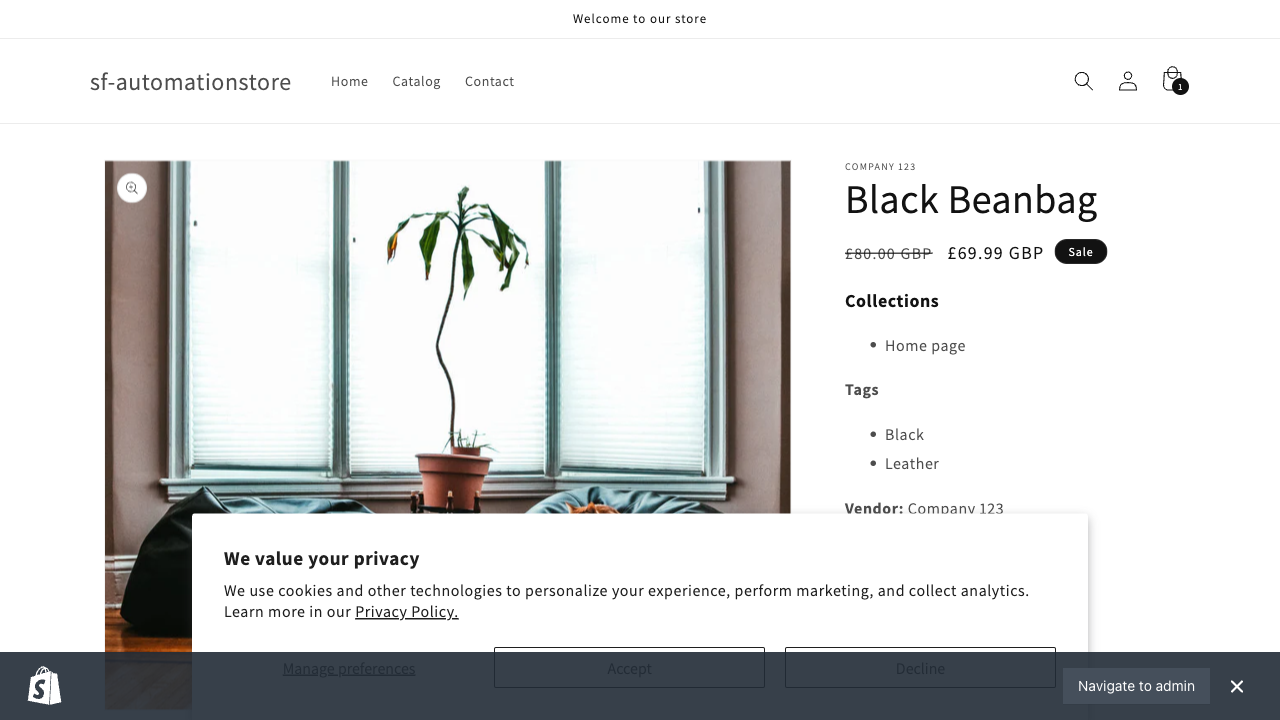 Welcome to our store
sf-automationstore
Home
Catalog
Contact
1
COMPANY 123
Black Beanbag
£80.00 GBP £69.99 GBP Sale
Collections
Home page
Tags
Black
Leather
Vendor: Company 123
We value your privacy
We use cookies and other technologies to personalize your experience, perform marketing, and collect analytics.
Learn more in our Privacy Policy.
Manage preferences
Accept
Decline
Navigate to admin